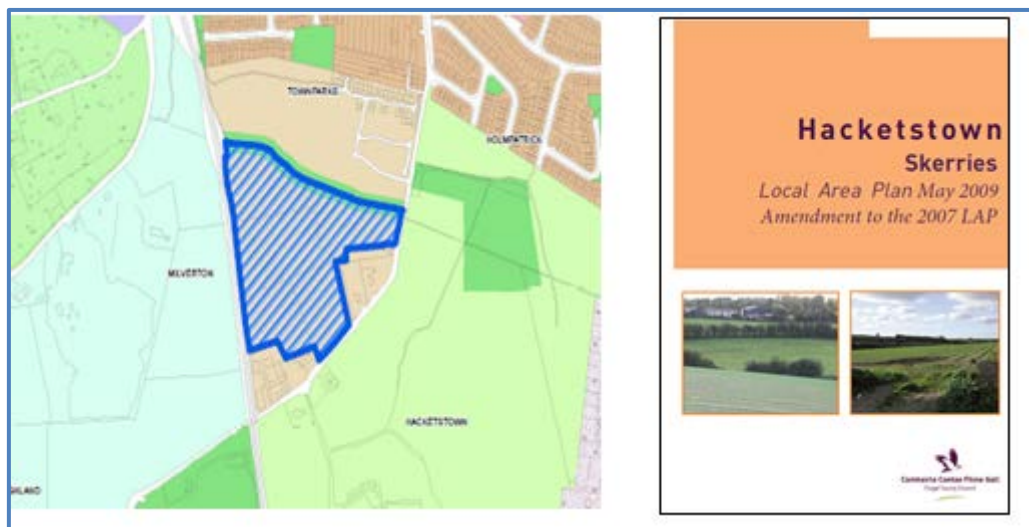 TOWNPARKS
HOLMPATRICK
MILVERTON
HACKETSTOWN
Hacketstown
Skerries
Local Area Plan May 2009
Amendment to the 2007 LAP
Comhairle Contae Fhine Gall
Fingal County Council